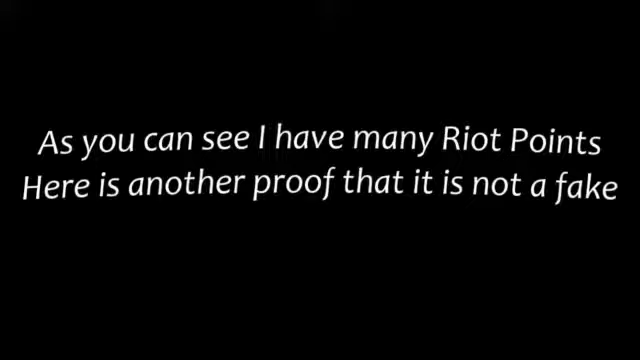 As you can see I have many Riot Points
Here is another proof that it is not a fake